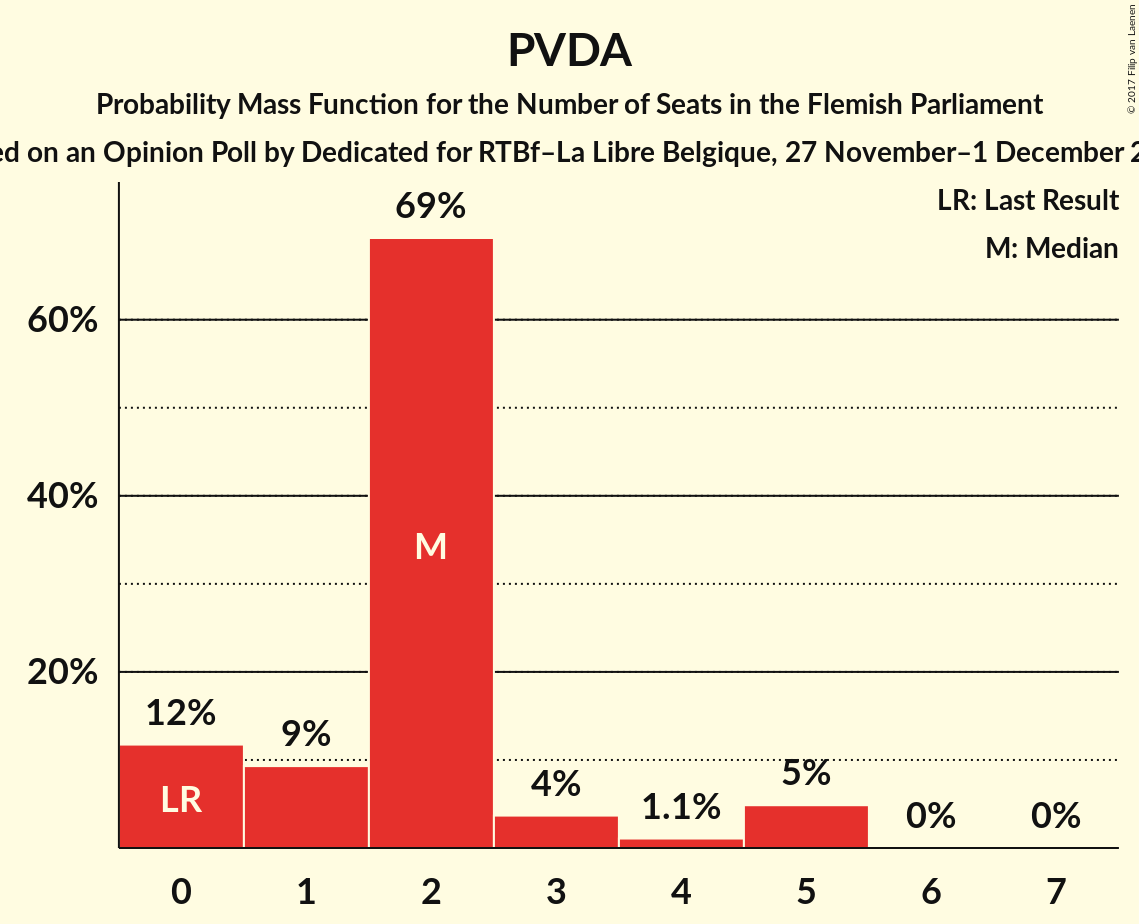 PVDA
Probability Mass Function for the Number of Seats in the Flemish Parliament
on an Opinion Poll by Dedicated for RTBf–La Libre Belgique, 27 November–1 December
© 2017 Filip van Laenen
LR: Last Result
M: Median
69%
60%
40%
M
20%
12%
9%
4%
1.1%
5%
0%
0%
LR
0 1 2 3 4 5 6 7